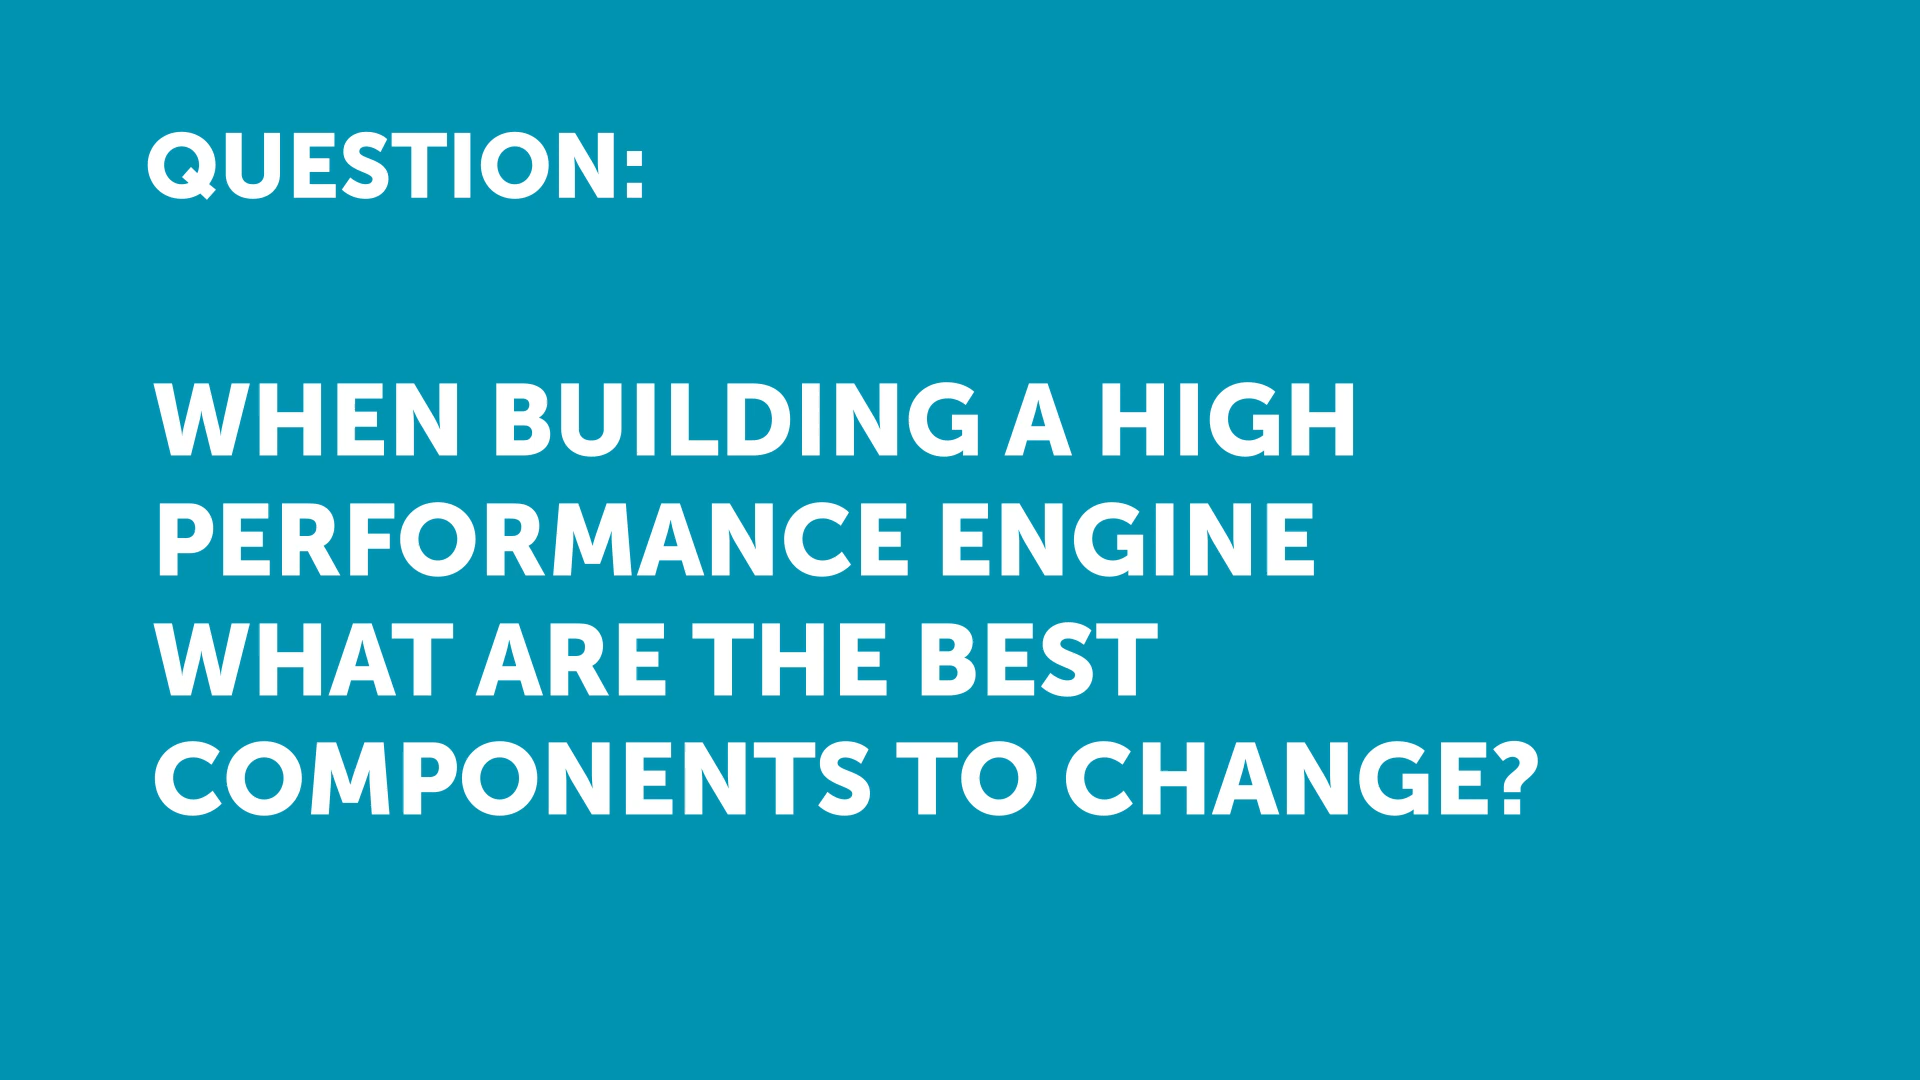 QUESTION:
WHEN BUILDING A HIGH
PERFORMANCE ENGINE
WHAT ARE THE BEST
COMPONENTS TO CHANGE?